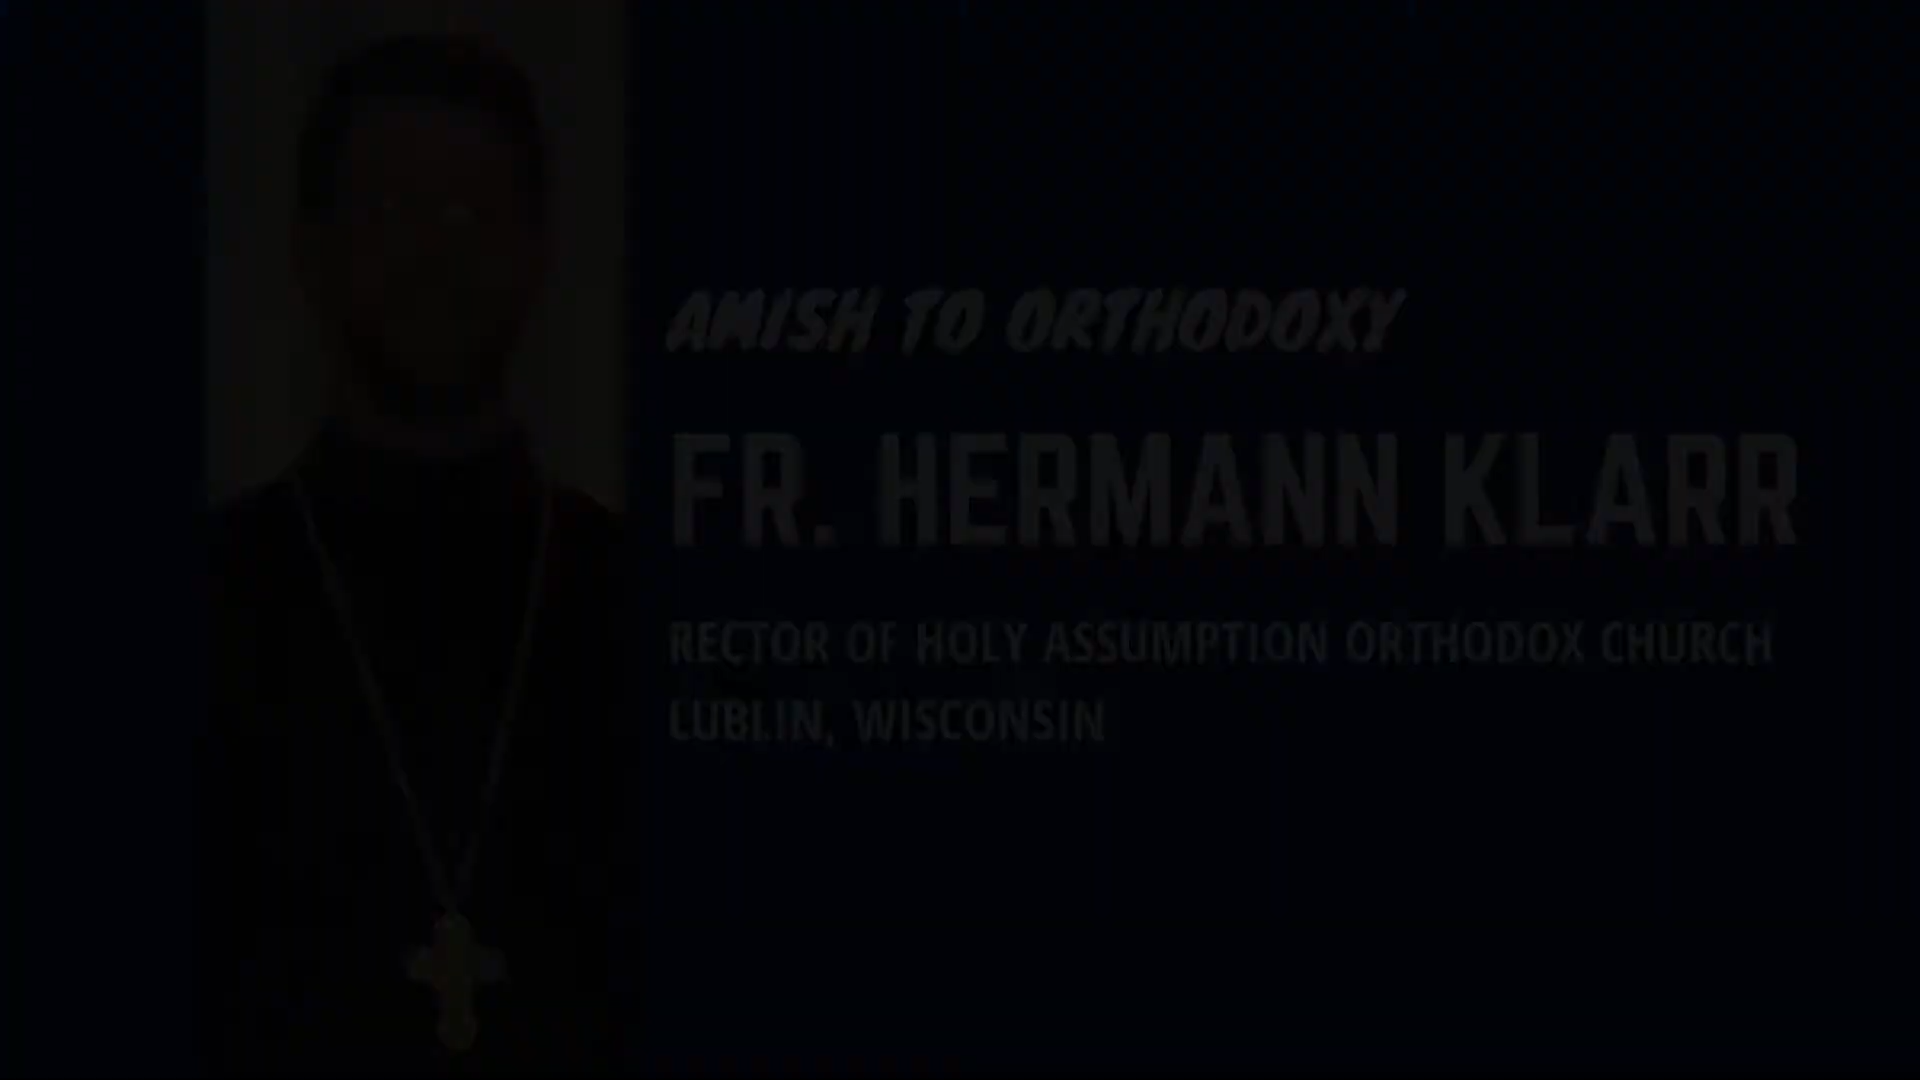 AMISH TO ORTHODOXY
FR. HERMANN KLARR
RECTOR OF HOLY ASSUMPTION ORTHODOX CHURCH
LUBLIN, WISCONSIN